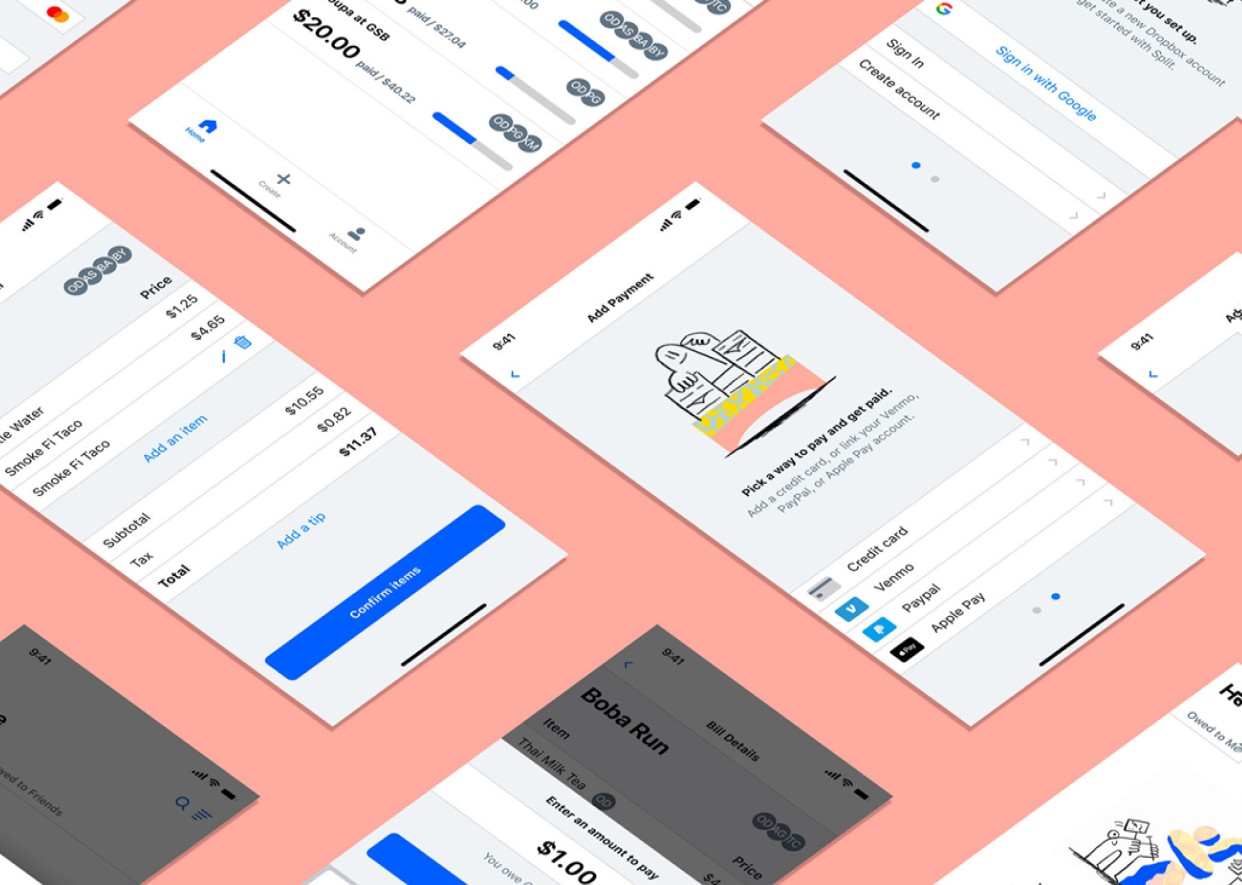 paid / $27.04
OD AS BA BY
at GSB
$20.00 paid / $40.22
OD PG
OD PG KM
Home
Create
Account
TC
set up.
new Dropbox account
get started with Split.
Sign in with Google
Sign In
Create account
OD AS BA BY
Price
$1.25
$4.65
Water
Smoke Fi Taco
Smoke Fi Taco
Add an item
Subtotal
$10.55
Tax
$0.82
Total
$11.37
Add a tip
Confirm items
9:41
Add Payment
Pick a way to pay and get paid.
Add a credit card, or link your Venmo,
PayPal, or Apple Pay account.
Credit card
Venmo
Paypal
Apple Pay
Pay
9:41
9:41
to Friends
9:41
Bill Details
Boba Run
OD AG TC
Item
Price
Thai Milk Tea
OD
Enter an amount to pay
$1.00
You owe
Owed to Me